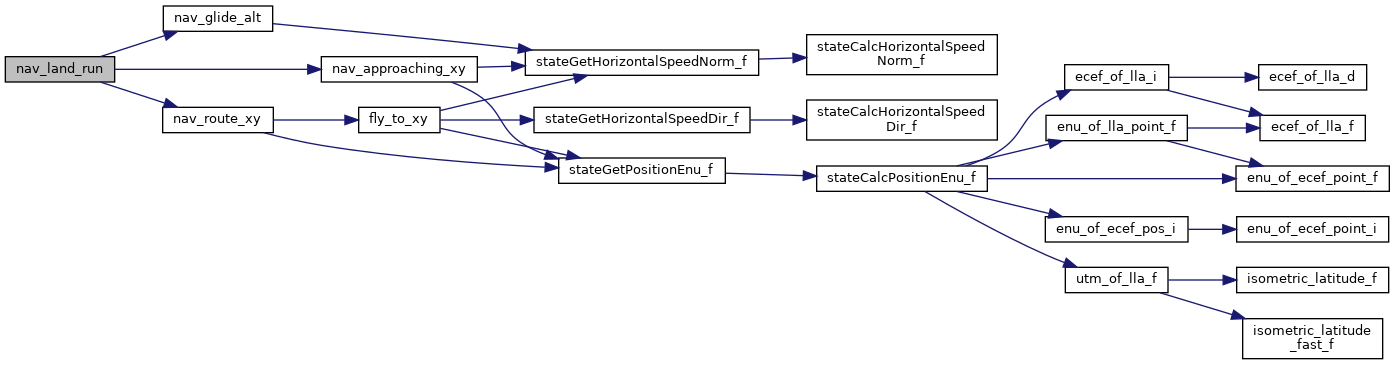 nav_land_run
nav_glide_alt
nav_approaching_xy
nav_route_xy
fly_to_xy
stateGetHorizontalSpeedNorm_f
stateGetHorizontalSpeedDir_f
stateGetPositionEnu_f
stateCalcHorizontalSpeed
Norm_f
stateCalcHorizontalSpeed
Dir_f
stateCalcPositionEnu_f
ecef_of_lla_i
enu_of_lla_point_f
enu_of_ecef_pos_i
utm_of_lla_f
ecef_of_lla_d
ecef_of_lla_f
enu_of_ecef_point_f
enu_of_ecef_point_i
isometric_latitude_f
isometric_latitude
_fast_f